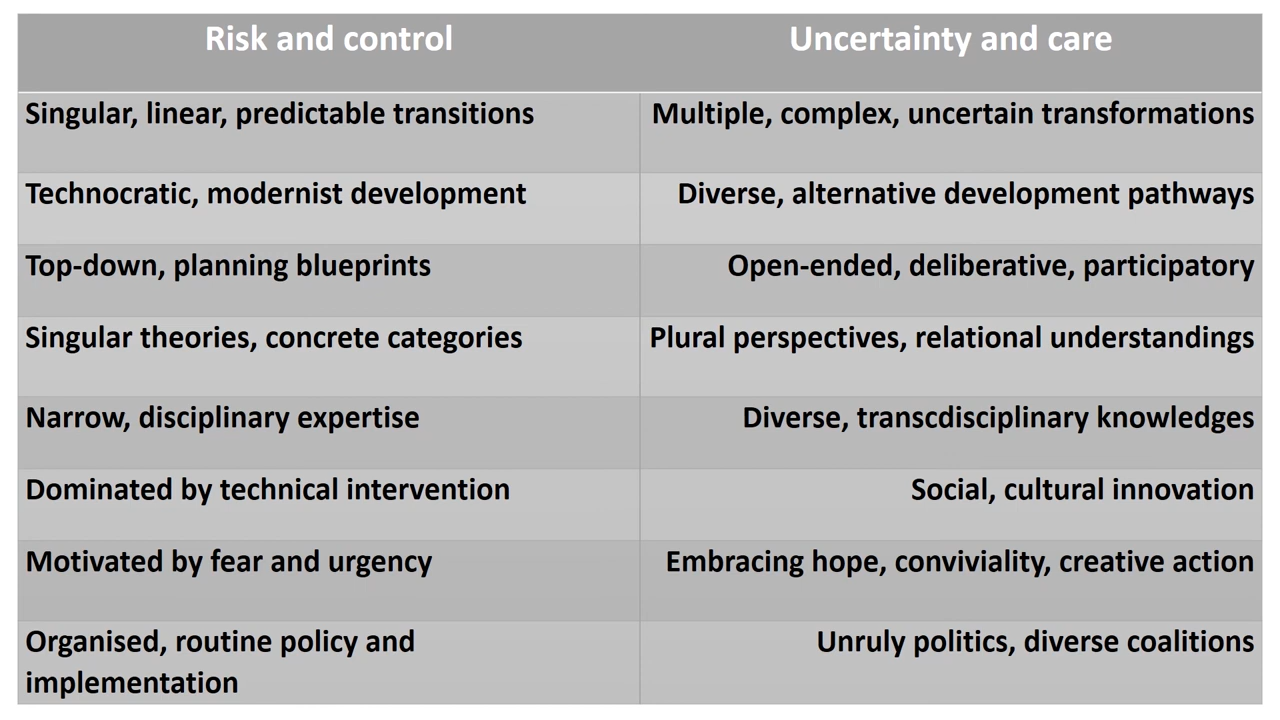 Risk and control
Uncertainty and care
Singular, linear, predictable transitions
Multiple, complex, uncertain transformations
Technocratic, modernist development
Diverse, alternative development pathways
Top-down, planning blueprints
Open-ended, deliberative, participatory
Singular theories, concrete categories
Plural perspectives, relational understandings
Narrow, disciplinary expertise
Diverse, transcdisciplinary knowledges
Dominated by technical intervention
Social, cultural innovation
Motivated by fear and urgency
Embracing hope, conviviality, creative action
Organised, routine policy and
implementation
Unruly politics, diverse coalitions